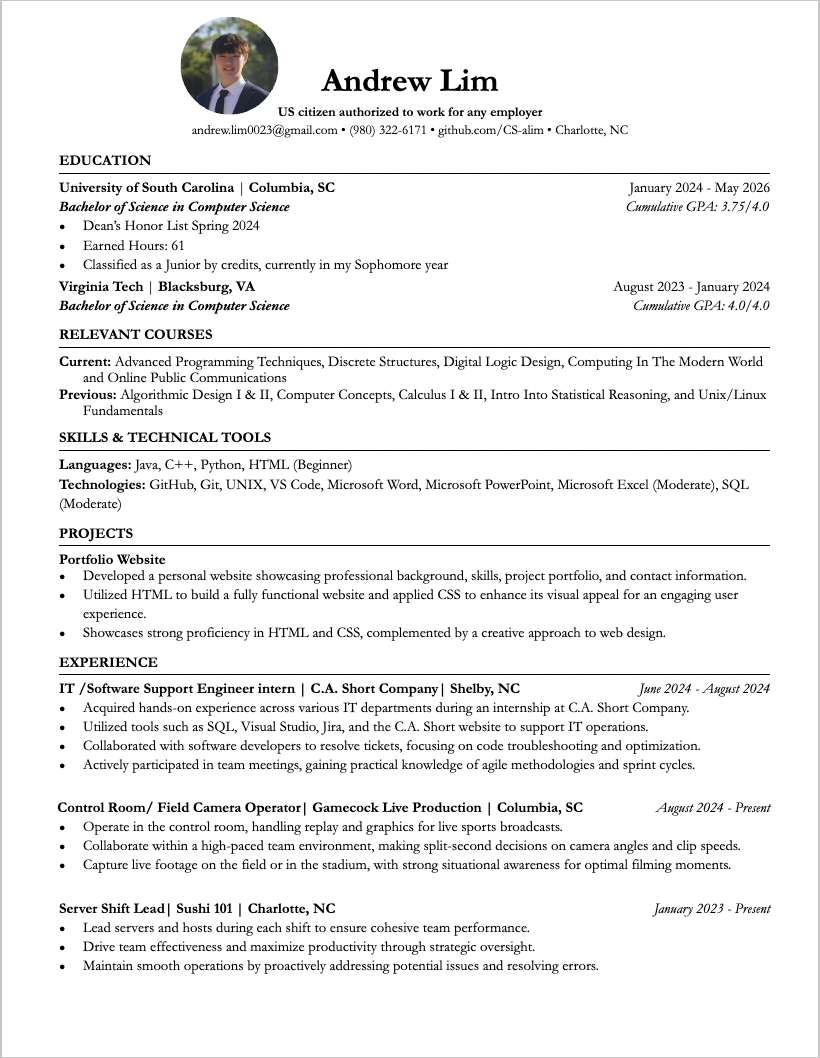 Andrew Lim
US citizen authorized to work for any employer
andrew.lim0023@gmail.com • (980) 322-6171 • github.com/CS-alim • Charlotte, NC
EDUCATION
University of South Carolina | Columbia, SC January 2024 - May 2026
Bachelor of Science in Computer Science Cumulative GPA: 3.75/4.0
• Dean's Honor List Spring 2024
• Earned Hours: 61
• Classified as a Junior by credits, currently in my Sophomore year
Virginia Tech | Blacksburg, VA August 2023 - January 2024
Bachelor of Science in Computer Science Cumulative GPA: 4.0/4.0
RELEVANT COURSES
Current: Advanced Programming Techniques, Discrete Structures, Digital Logic Design, Computing In The Modern World
and Online Public Communications
Previous: Algorithmic Design I & II, Computer Concepts, Calculus I & II, Intro Into Statistical Reasoning, and Unix/Linux
Fundamentals
SKILLS & TECHNICAL TOOLS
Languages: Java, C++, Python, HTML (Beginner)
Technologies: GitHub, Git, UNIX, VS Code, Microsoft Word, Microsoft PowerPoint, Microsoft Excel (Moderate), SQL
(Moderate)
PROJECTS
Portfolio Website
• Developed a personal website showcasing professional background, skills, project portfolio, and contact information.
• Utilized HTML to build a fully functional website and applied CSS to enhance its visual appeal for an engaging user
experience.
• Showcases strong proficiency in HTML and CSS, complemented by a creative approach to web design.
EXPERIENCE
IT /Software Support Engineer intern | C.A. Short Company| Shelby, NC June 2024 - August 2024
• Acquired hands-on experience across various IT departments during an internship at C.A. Short Company.
• Utilized tools such as SQL, Visual Studio, Jira, and the C.A. Short website to support IT operations.
• Collaborated with software developers to resolve tickets, focusing on code troubleshooting and optimization.
• Actively participated in team meetings, gaining practical knowledge of agile methodologies and sprint cycles.
Control Room/ Field Camera Operator| Gamecock Live Production | Columbia, SC August 2024 - Present
• Operate in the control room, handling replay and graphics for live sports broadcasts.
• Collaborate within a high-paced team environment, making split-second decisions on camera angles and clip speeds.
• Capture live footage on the field or in the stadium, with strong situational awareness for optimal filming moments.
Server Shift Lead| Sushi 101 | Charlotte, NC January 2023 - Present
• Lead servers and hosts during each shift to ensure cohesive team performance.
• Drive team effectiveness and maximize productivity through strategic oversight.
• Maintain smooth operations by proactively addressing potential issues and resolving errors.